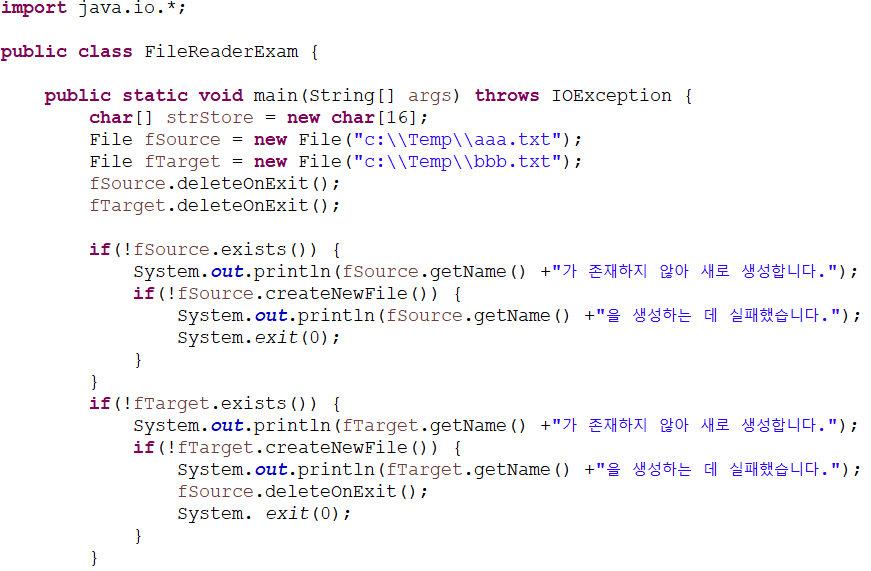 import java.io.*;
public class FileReaderExam {
public static void main(String[] args) throws IOException {
char[] strStore = new char[16];
File fSource = new File("c:\\Temp\\aaa.txt");
File fTarget = new File("c:\\Temp\\bbb.txt");
fSource.deleteOnExit();
fTarget.deleteOnExit();
if(!fSource.exists()) {
System.out.println(fSource.getName() +"가 존재하지 않아 새로 생성합니다.");
if(!fSource.createNewFile()) {
System.out.println(fSource.getName() +"을 생성하는 데 실패했습니다.");
System.exit(0);
}
}
if(!fTarget.exists()) {
System.out.println(fTarget.getName() +"가 존재하지 않아 새로 생성합니다.");
if(!fTarget.createNewFile()) {
System.out.println(fTarget.getName() +"을 생성하는 데 실패했습니다.");
fSource.deleteOnExit();
System. exit(0);
}
}